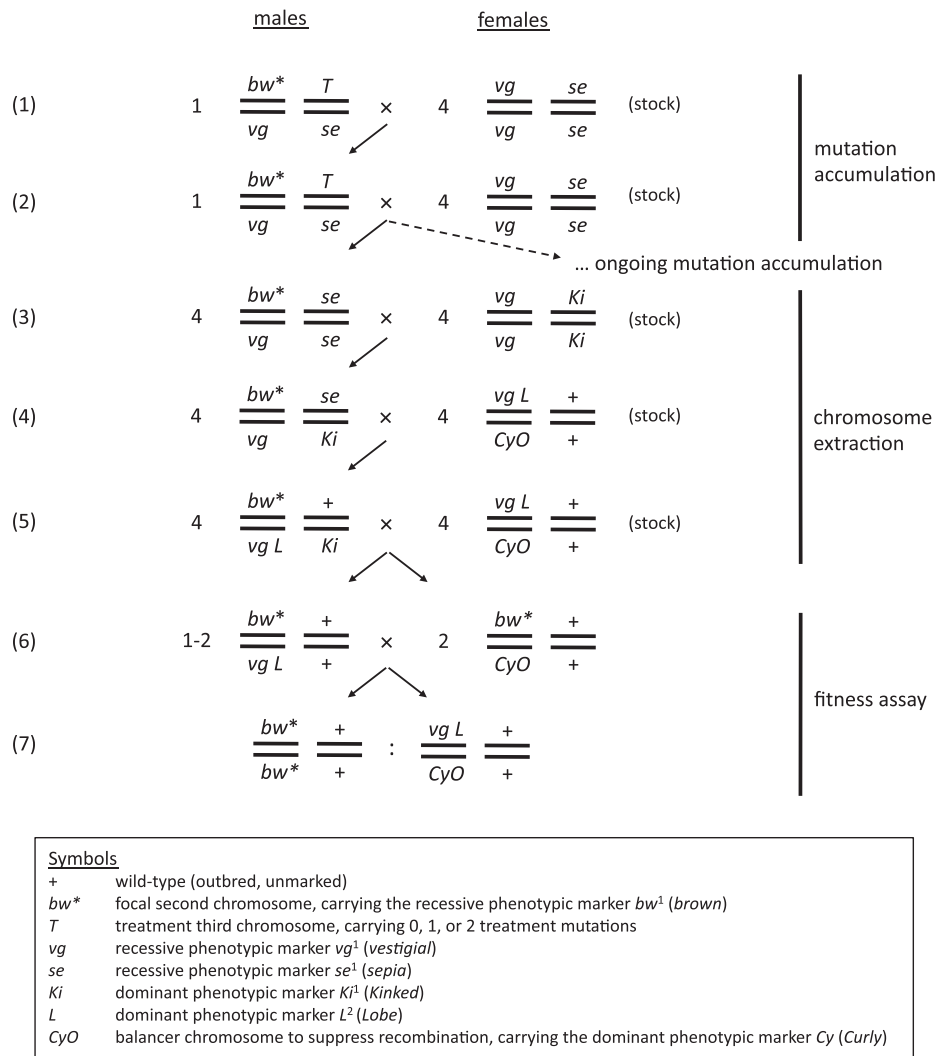 males females
bw* T vg se
(1) 1 × 4 (stock)
vg se vg se
mutation
accumulation
bw* T vg se
(2) 1 × 4 (stock)
vg se vg se
... ongoing mutation accumulation
bw* se vg Ki
(3) 4 × 4 (stock)
vg se vg Ki
bw* se vg L +
(4) 4 × 4 (stock)
vg Ki CyO +
chromosome
extraction
bw* + vg L +
(5) 4 × 4 (stock)
vg L Ki CyO +
bw* + bw* +
(6) 1-2 × 2
vg L + CyO +
fitness assay
bw* + vg L +
(7) :
bw* + CyO +
Symbols
+ wild-type (outbred, unmarked)
bw* focal second chromosome, carrying the recessive phenotypic marker bw¹ (brown)
T treatment third chromosome, carrying 0, 1, or 2 treatment mutations
vg recessive phenotypic marker vg¹ (vestigial)
se recessive phenotypic marker se¹ (sepia)
Ki dominant phenotypic marker Ki¹ (Kinked)
L dominant phenotypic marker L² (Lobe)
CyO balancer chromosome to suppress recombination, carrying the dominant phenotypic marker Cy (Curly)